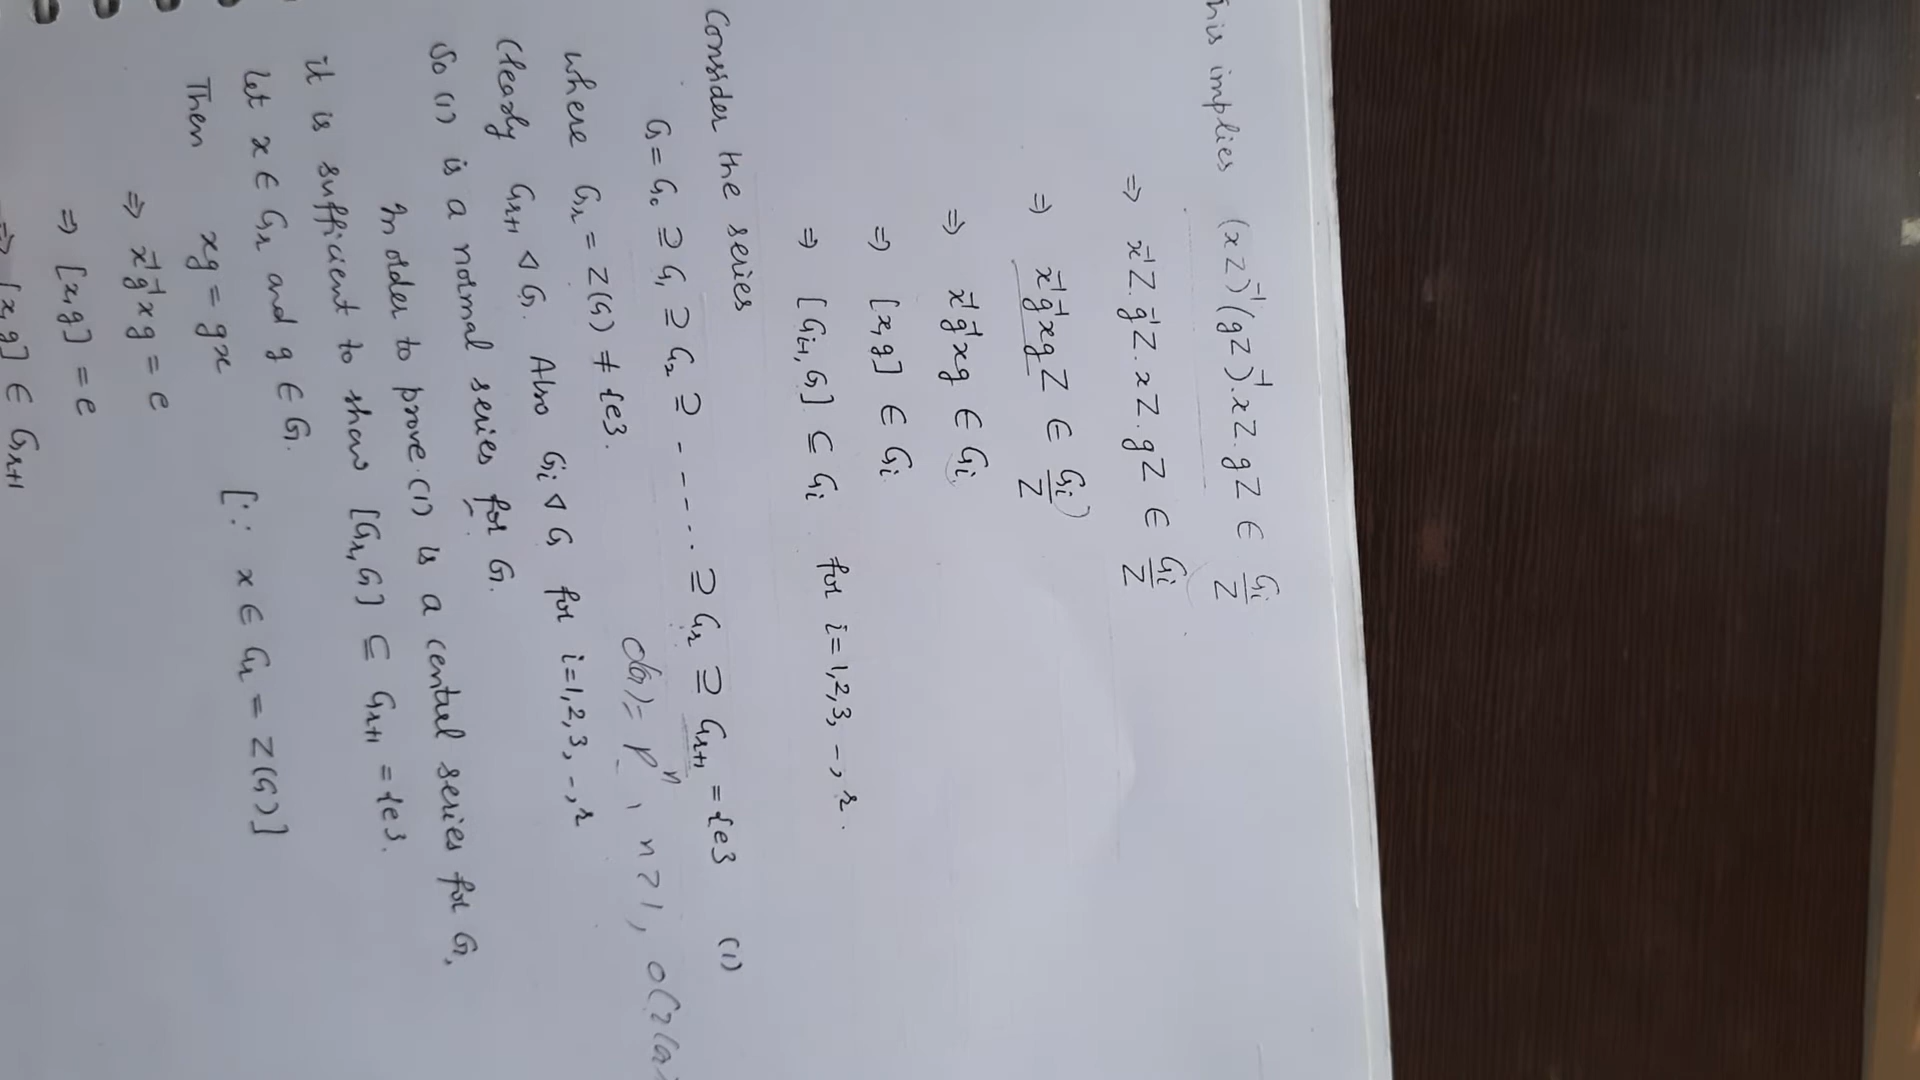 This implies (xZ)⁻¹(gZ)⁻¹.xZ.gZ ∈ Gi/Z
⇒ x⁻¹Z.g⁻¹Z.xZ.gZ ∈ Gi/Z
⇒ x⁻¹g⁻¹xgZ ∈ Gi/Z
⇒ x⁻¹g⁻¹xg ∈ Gi
⇒ [x,g] ∈ Gi
⇒ [Gi-1, G] ⊆ Gi for i=1,2,3,-,r.
Consider the series
G = G₀ ⊇ G₁ ⊇ G₂ ⊇ ----.. ⊇ Gr ⊇ Gr+1 = {e} (1)
O(G) = pⁿ, n>1, O(Z(G)
where Gr = Z(G) ≠ {e}.
Clearly Gr+1 ⊲ G. Also Gi ⊲ G for i=1,2,3,-,r
So (1) is a normal series for G.
In order to prove (1) is a central series for G,
it is sufficient to show [Gr, G] ⊆ Gr+1 = {e}.
Let x ∈ Gr and g ∈ G.
Then xg = gx [∵ x ∈ Gr = Z(G)]
⇒ x⁻¹g⁻¹xg = e
⇒ [x,g] = e
⇒ [x,g] ∈ Gr+1